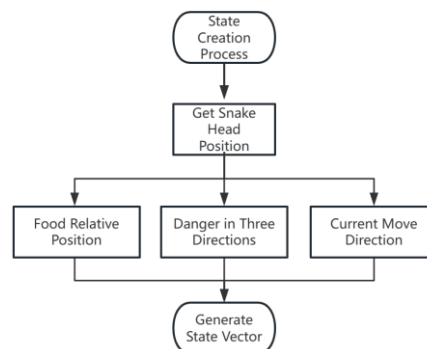 State
Creation
Process
Get Snake
Head
Position
Food Relative
Position
Danger in Three
Directions
Current Move
Direction
Generate
State Vector